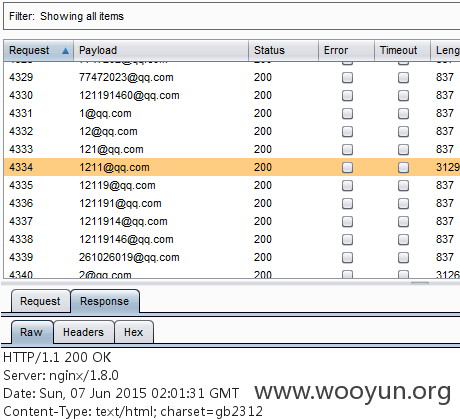 Filter: Showing all items
Request Payload Status Error Timeout Leng
4329 77472023@qq.com 200 837
4330 121191460@qq.com 200 837
4331 1@qq.com 200 837
4332 12@qq.com 200 837
4333 121@qq.com 200 837
4334 1211@qq.com 200 3129
4335 12119@qq.com 200 837
4336 121191@qq.com 200 837
4337 1211914@qq.com 200 837
4338 12119146@qq.com 200 837
4339 261026019@qq.com 200 837
4340 2@qq.com 200 3126
Request Response
Raw Headers Hex
HTTP/1.1 200 OK
Server: nginx/1.8.0
Date: Sun, 07 Jun 2015 02:01:31 GMT
Content-Type: text/html; charset=gb2312
www.wooyun.org